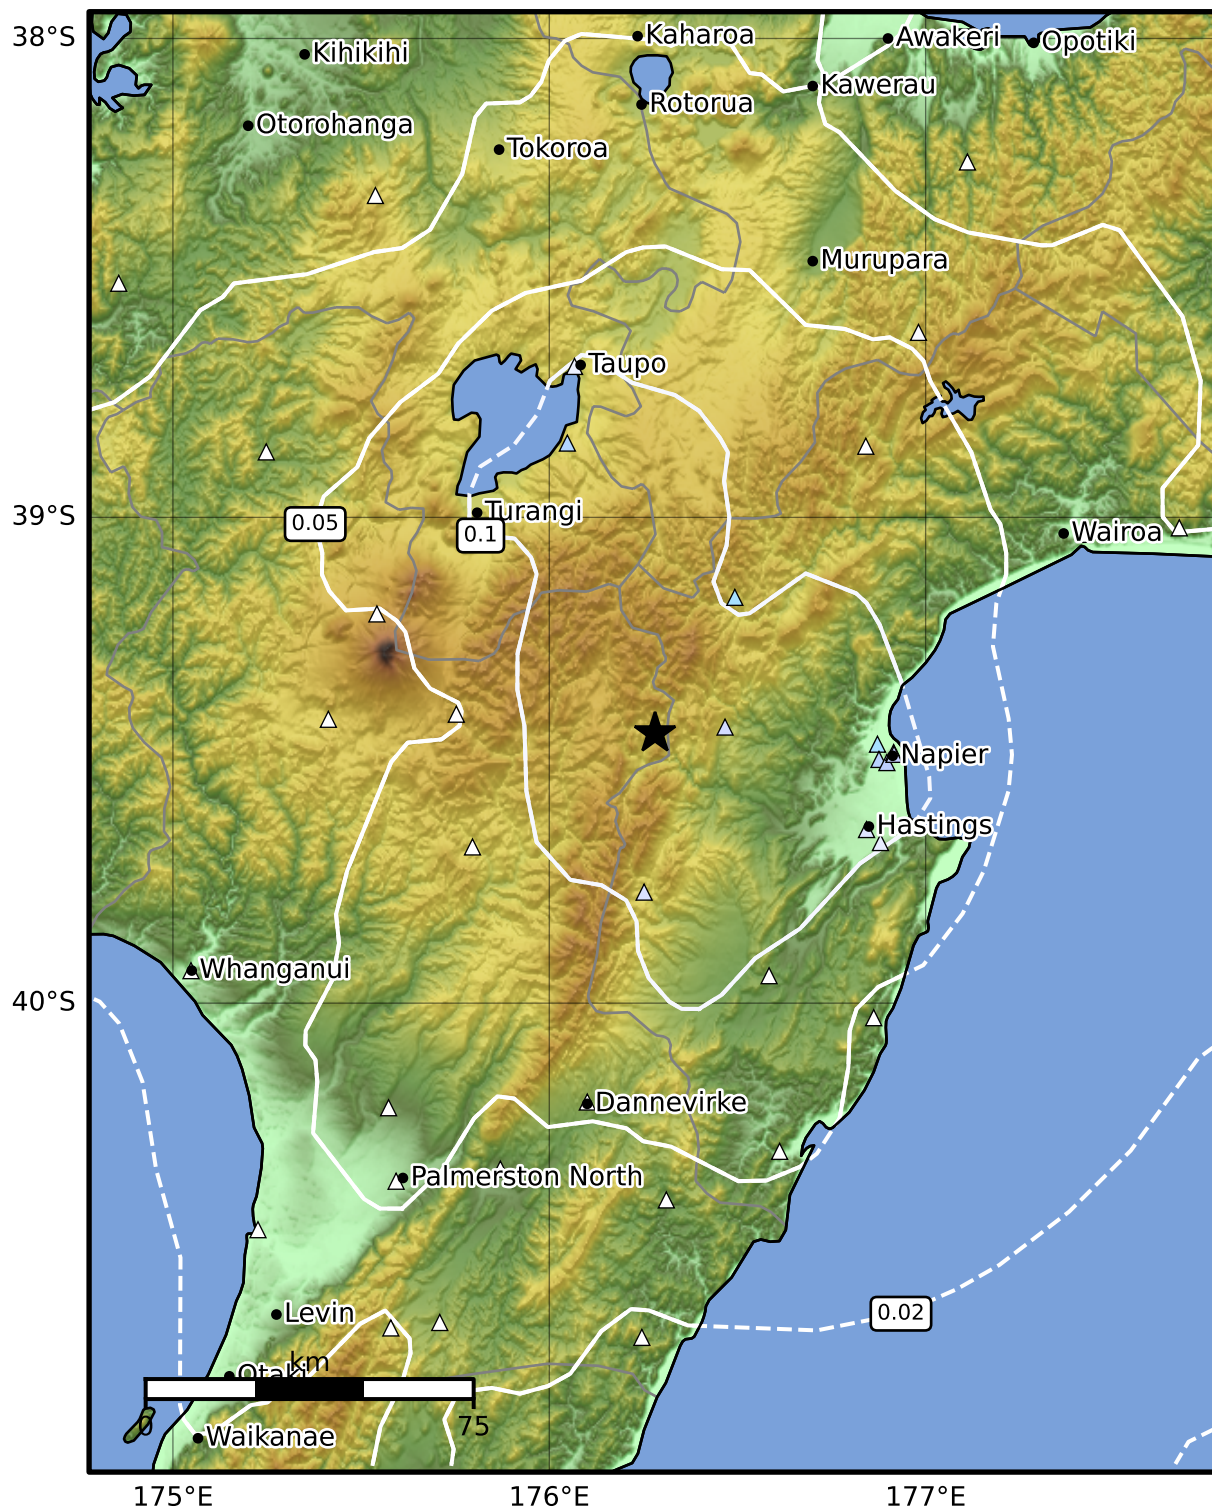 38°S
Kaharoa
Awakeri
Opotiki
Kihikihi
Kawerau
Rotorua
Otorohanga
Tokoroa
Murupara
Taupo
39°S
0.05
Turangi
0.1
Wairoa
Napier
Hastings
Whanganui
40°S
Dannevirke
Palmerston North
Levin
0.02
km
Otaki
0
75
Waikanae
175°E
176°E
177°E